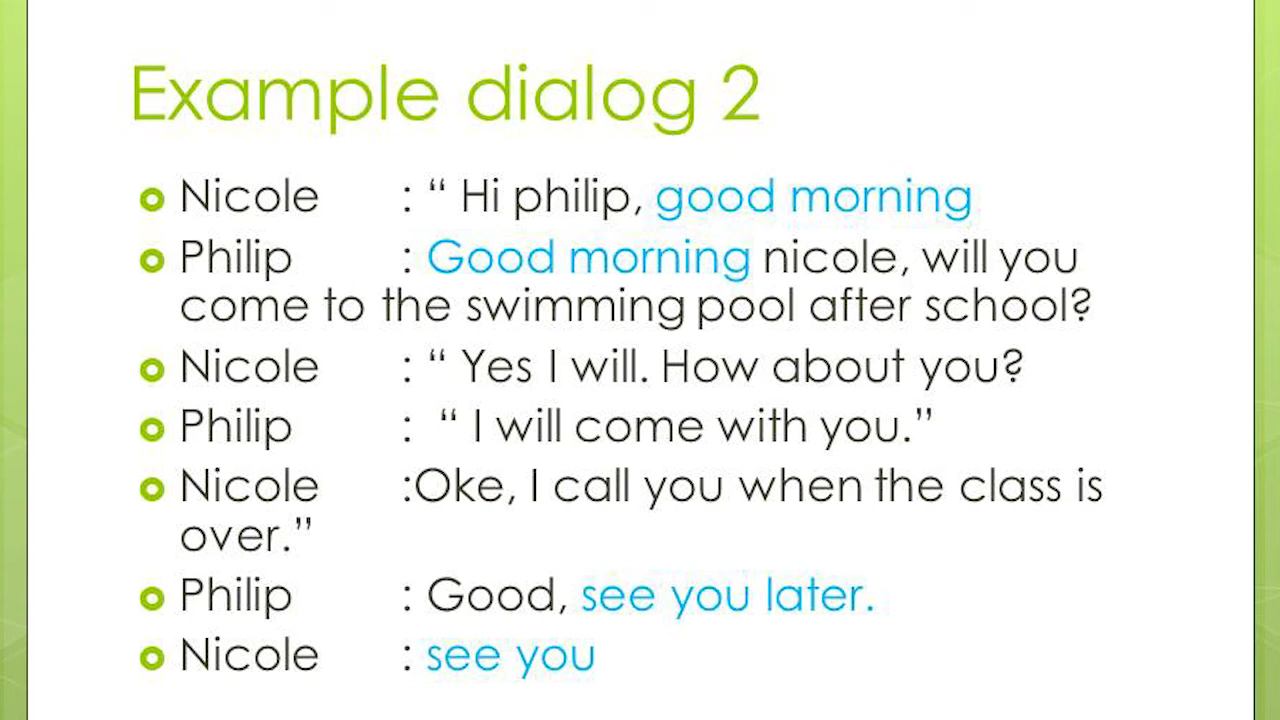 Example dialog 2
Nicole : “ Hi philip, good morning
Philip : Good morning nicole, will you
come to the swimming pool after school?
Nicole : “ Yes I will. How about you?
Philip : “ I will come with you.”
Nicole :Oke, I call you when the class is
over.”
Philip : Good, see you later.
Nicole : see you